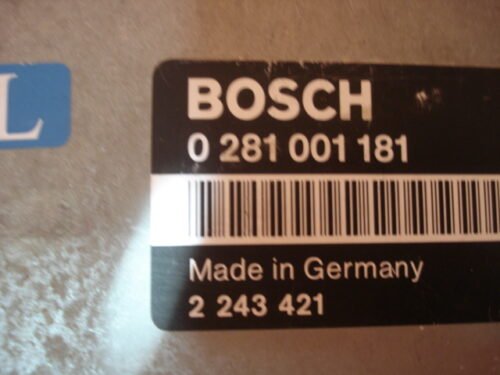 L
BOSCH
0 281 001 181
Made in Germany
2 243 421